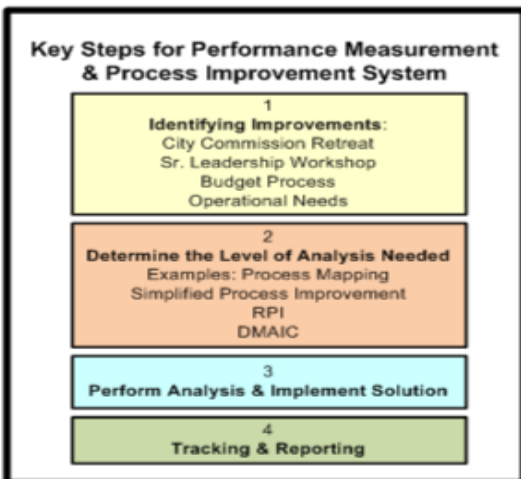 Key Steps for Performance Measurement
& Process Improvement System
1
Identifying Improvements:
City Commission Retreat
Sr. Leadership Workshop
Budget Process
Operational Needs
2
Determine the Level of Analysis Needed
Examples: Process Mapping
Simplified Process Improvement
RPI
DMAIC
3
Perform Analysis & Implement Solution
4
Tracking & Reporting